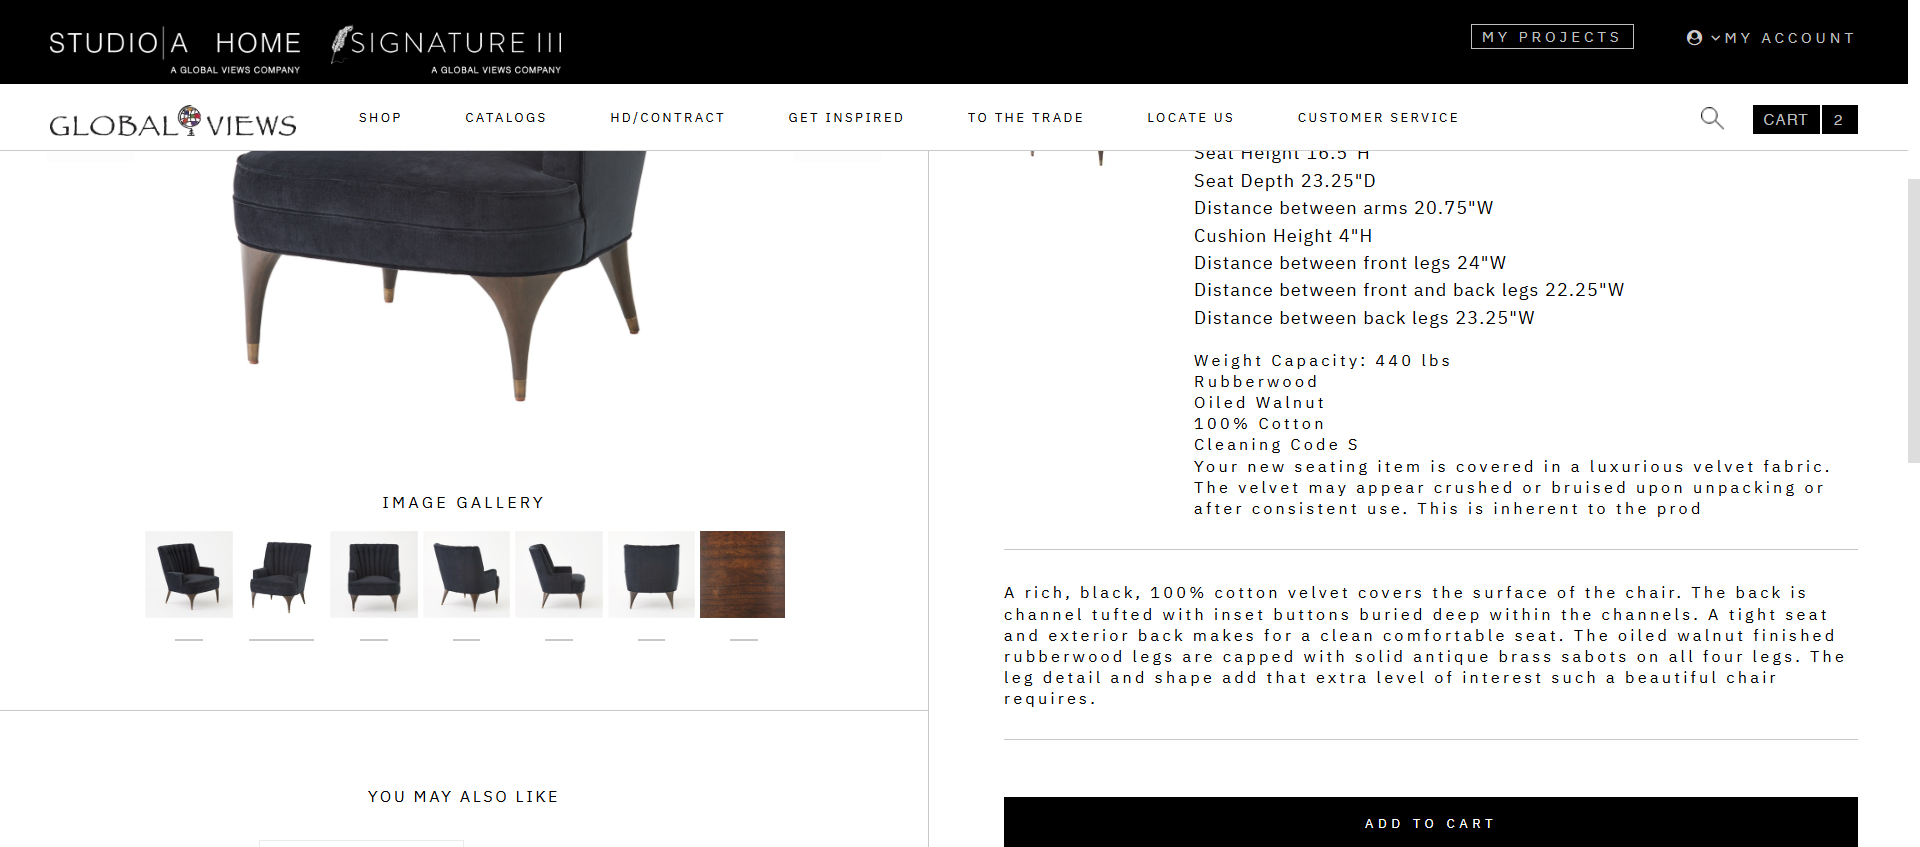 STUDIO|A HOME
A GLOBAL VIEWS COMPANY
SIGNATURE III
A GLOBAL VIEWS COMPANY
MY PROJECTS
MY ACCOUNT
GLOBAL VIEWS
SHOP
CATALOGS
HD/CONTRACT
GET INSPIRED
TO THE TRADE
LOCATE US
CUSTOMER SERVICE
CART 2
Seat Height 16.5"H
Seat Depth 23.25"D
Distance between arms 20.75"W
Cushion Height 4"H
Distance between front legs 24"W
Distance between front and back legs 22.25"W
Distance between back legs 23.25"W
Weight Capacity: 440 lbs
Rubberwood
Oiled Walnut
100% Cotton
Cleaning Code S
Your new seating item is covered in a luxurious velvet fabric.
The velvet may appear crushed or bruised upon unpacking or
after consistent use. This is inherent to the prod
IMAGE GALLERY
A rich, black, 100% cotton velvet covers the surface of the chair. The back is
channel tufted with inset buttons buried deep within the channels. A tight seat
and exterior back makes for a clean comfortable seat. The oiled walnut finished
rubberwood legs are capped with solid antique brass sabots on all four legs. The
leg detail and shape add that extra level of interest such a beautiful chair
requires.
YOU MAY ALSO LIKE
ADD TO CART